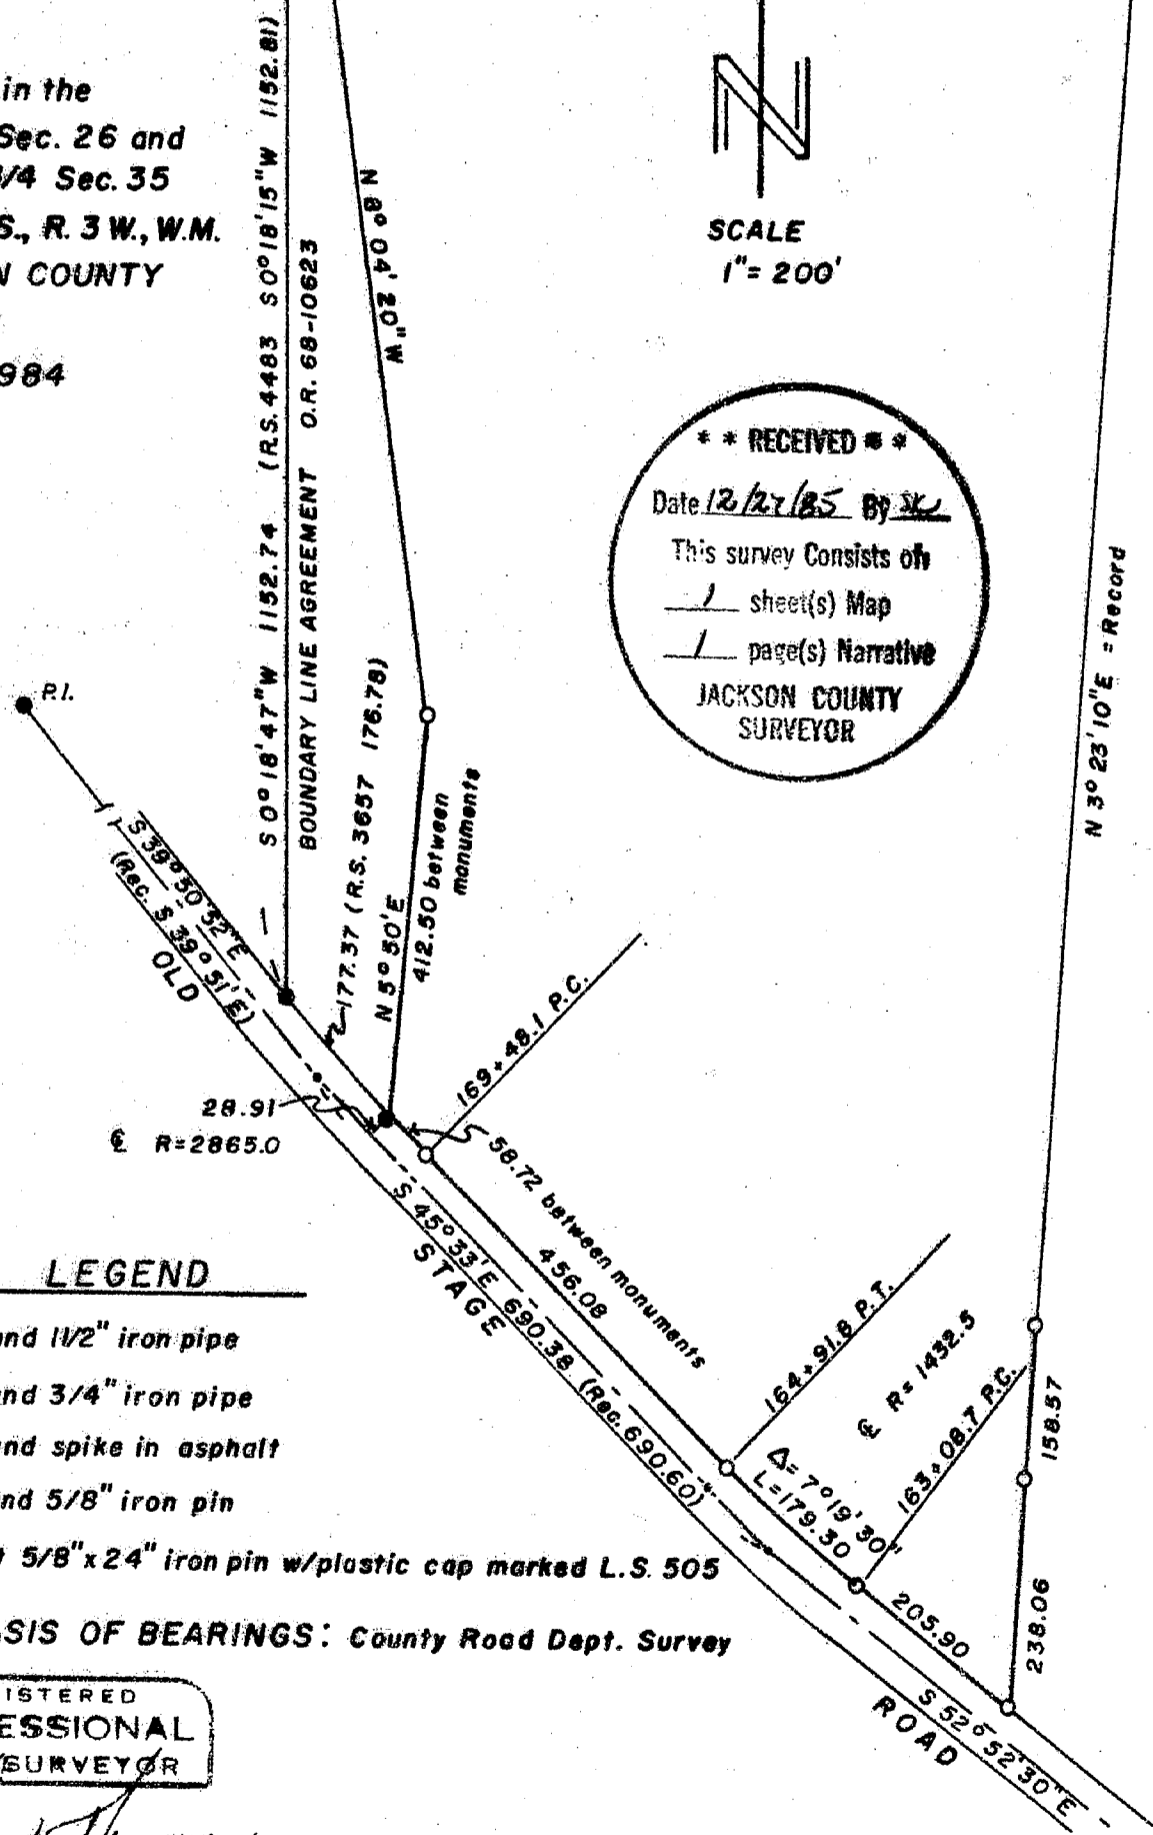 in the
Sec. 26 and
1/4 Sec. 35
S., R. 3 W., W.M.
N COUNTY
984
S 0° 18' 47" W 1152.74 (R.S. 4483 S 0° 18' 15" W 1152.81)
BOUNDARY LINE AGREEMENT O.R. 68-10623
N 8° 04' 20" W
N
SCALE
1" = 200'
* * RECEIVED * *
Date 12/27/85 By
This survey Consists of
1 sheet(s) Map
1 page(s) Narrative
JACKSON COUNTY
SURVEYOR
N 3° 23' 10" E = Record
P.I.
S 39° 50' 52" E
(Rec. S 39° 51' E)
OLD
177.37 (R.S. 3657 176.78)
N 5° 50' E
412.50 between
monuments
169+48.1 P.C.
28.91
℄ R=2865.0
58.72 between monuments
456.08
S 45° 33' E 690.38 (Rec. 690.60)
STAGE
164+91.8 P.T.
℄ R= 1432.5
163+08.7 P.C.
Δ= 7° 19' 30"
L=179.30
158.57
205.90
238.06
S 52° 52' 30" E
ROAD
LEGEND
nd 1 1/2" iron pipe
nd 3/4" iron pipe
nd spike in asphalt
nd 5/8" iron pin
5/8" x 24" iron pin w/plastic cap marked L.S. 505
SIS OF BEARINGS: County Road Dept. Survey
ISTERED
ESSIONAL
SURVEYOR